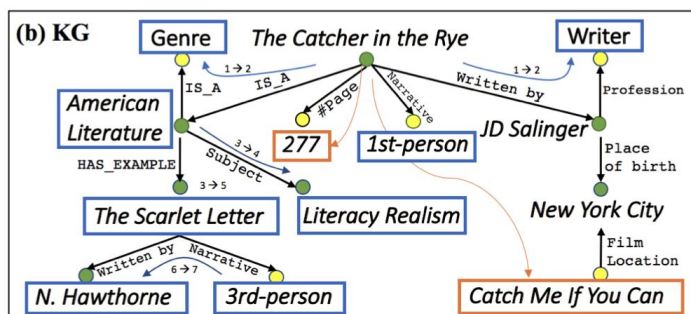 (b) KG
Genre
The Catcher in the Rye
Writer
1→2
1→2
IS_A
IS_A
#Page
Narrative
Written by
Profession
American
Literature
277
1st-person
JD Salinger
3→4
HAS_EXAMPLE
Subject
Place
of birth
3→5
The Scarlet Letter
Literacy Realism
New York City
Written by
Narrative
6→7
Film
Location
N. Hawthorne
3rd-person
Catch Me If You Can